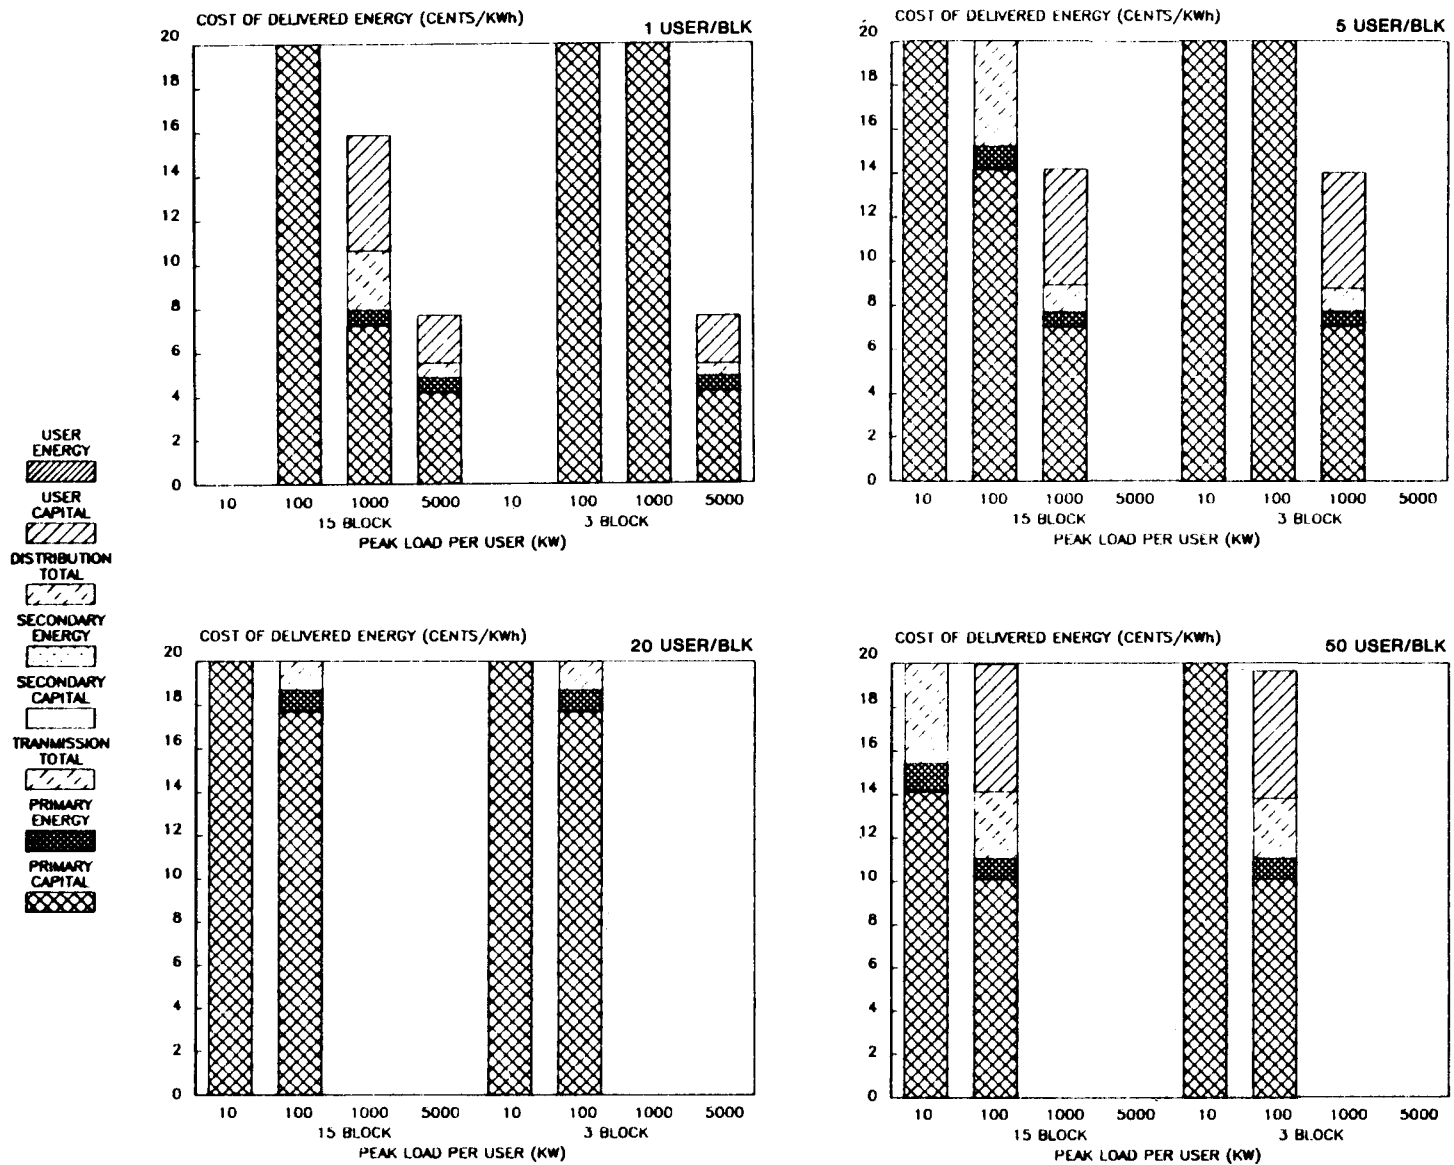 COST OF DELIVERED ENERGY (CENTS/KWh)
1 USER/BLK
20
18
16
14
12
10
8
6
4
2
0
10 100 1000 5000 10 100 1000 5000
15 BLOCK 3 BLOCK
PEAK LOAD PER USER (KW)
COST OF DELIVERED ENERGY (CENTS/KWh)
5 USER/BLK
20
18
16
14
12
10
8
6
4
2
0
10 100 1000 5000 10 100 1000 5000
15 BLOCK 3 BLOCK
PEAK LOAD PER USER (KW)
USER
ENERGY
USER
CAPITAL
DISTRIBUTION
TOTAL
SECONDARY
ENERGY
SECONDARY
CAPITAL
TRANMISSION
TOTAL
PRIMARY
ENERGY
PRIMARY
CAPITAL
COST OF DELIVERED ENERGY (CENTS/KWh)
20 USER/BLK
20
18
16
14
12
10
8
6
4
2
0
10 100 1000 5000 10 100 1000 5000
15 BLOCK 3 BLOCK
PEAK LOAD PER USER (KW)
COST OF DELIVERED ENERGY (CENTS/KWh)
50 USER/BLK
20
18
16
14
12
10
8
6
4
2
0
10 100 1000 5000 10 100 1000 5000
15 BLOCK 3 BLOCK
PEAK LOAD PER USER (KW)